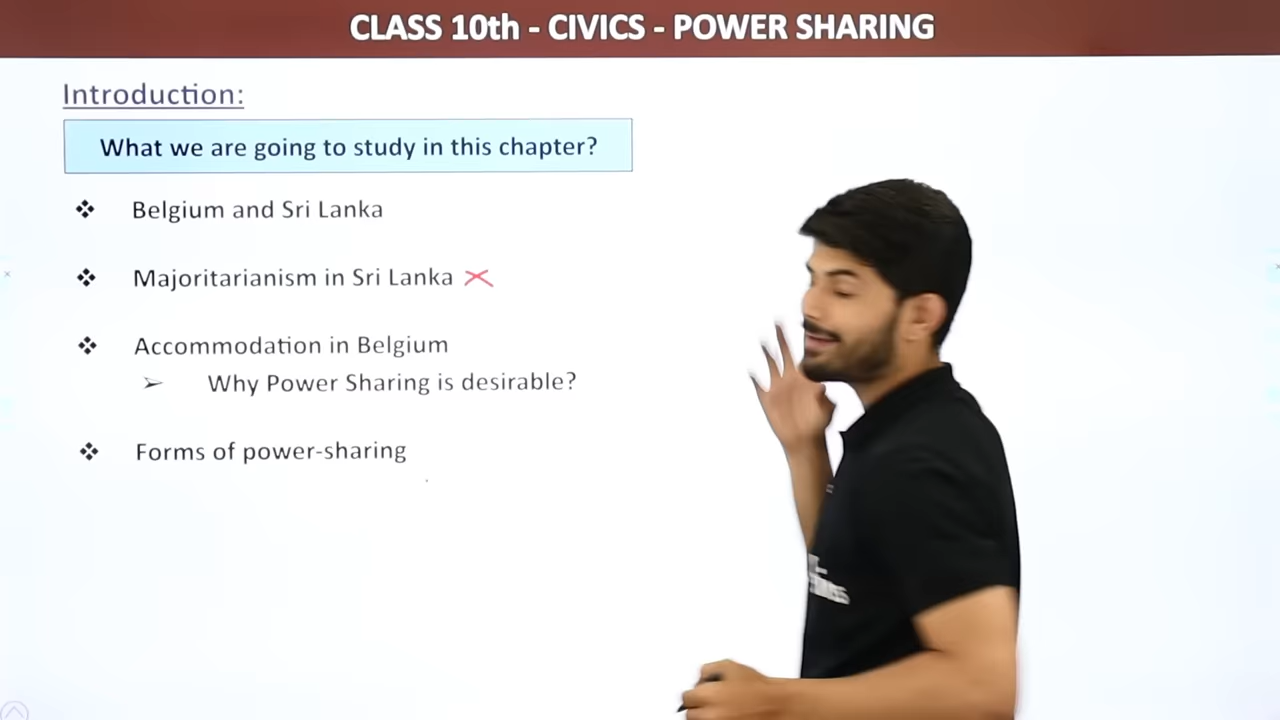 CLASS 10th - CIVICS - POWER SHARING
Introduction:
What we are going to study in this chapter?
❖ Belgium and Sri Lanka
❖ Majoritarianism in Sri Lanka
❖ Accommodation in Belgium
➢ Why Power Sharing is desirable?
❖ Forms of power-sharing